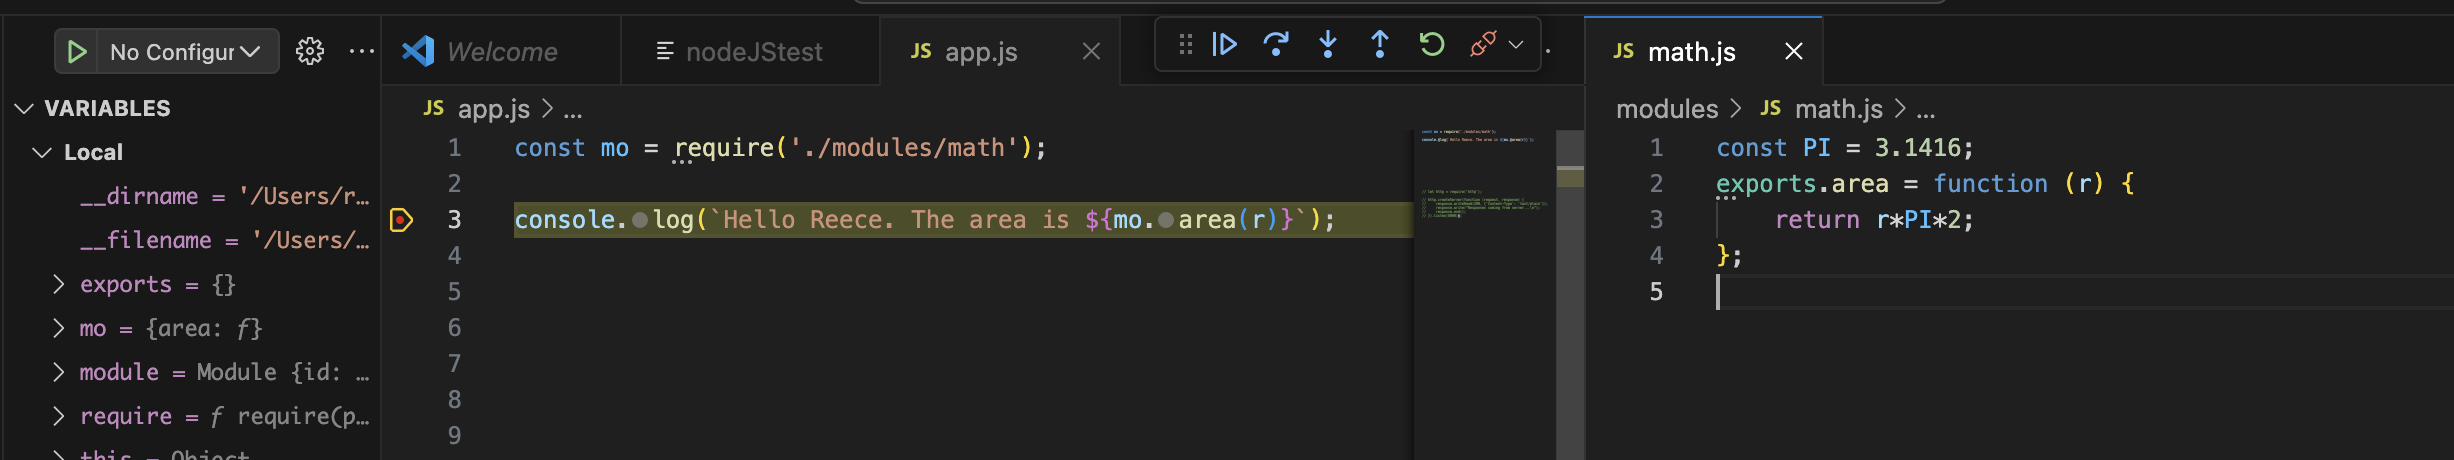 No Configur
VARIABLES
Local
__dirname = '/Users/r…
__filename = '/Users/…
exports = {}
mo = {area: ƒ}
module = Module {id: …
require = ƒ require(p…
this = Object
Welcome
nodeJStest
JS app.js
JS app.js > ...
1 const mo = require('./modules/math');
2
3 console.log(`Hello Reece. The area is ${mo.area(r)}`);
4
5
6
7
8
9
JS math.js
modules > JS math.js > ...
1 const PI = 3.1416;
2 exports.area = function (r) {
3 return r*PI*2;
4 };
5